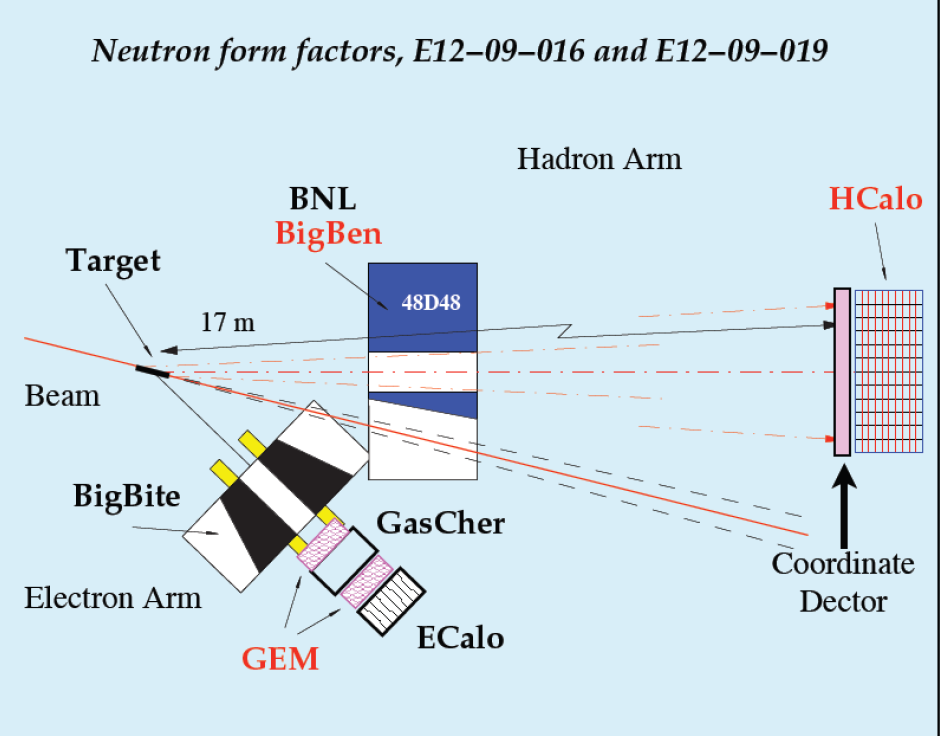 Neutron form factors, E12–09–016 and E12–09–019
Hadron Arm
BNL
BigBen
HCalo
Target
48D48
17 m
Beam
BigBite
GasCher
Coordinate
Dector
Electron Arm
ECalo
GEM